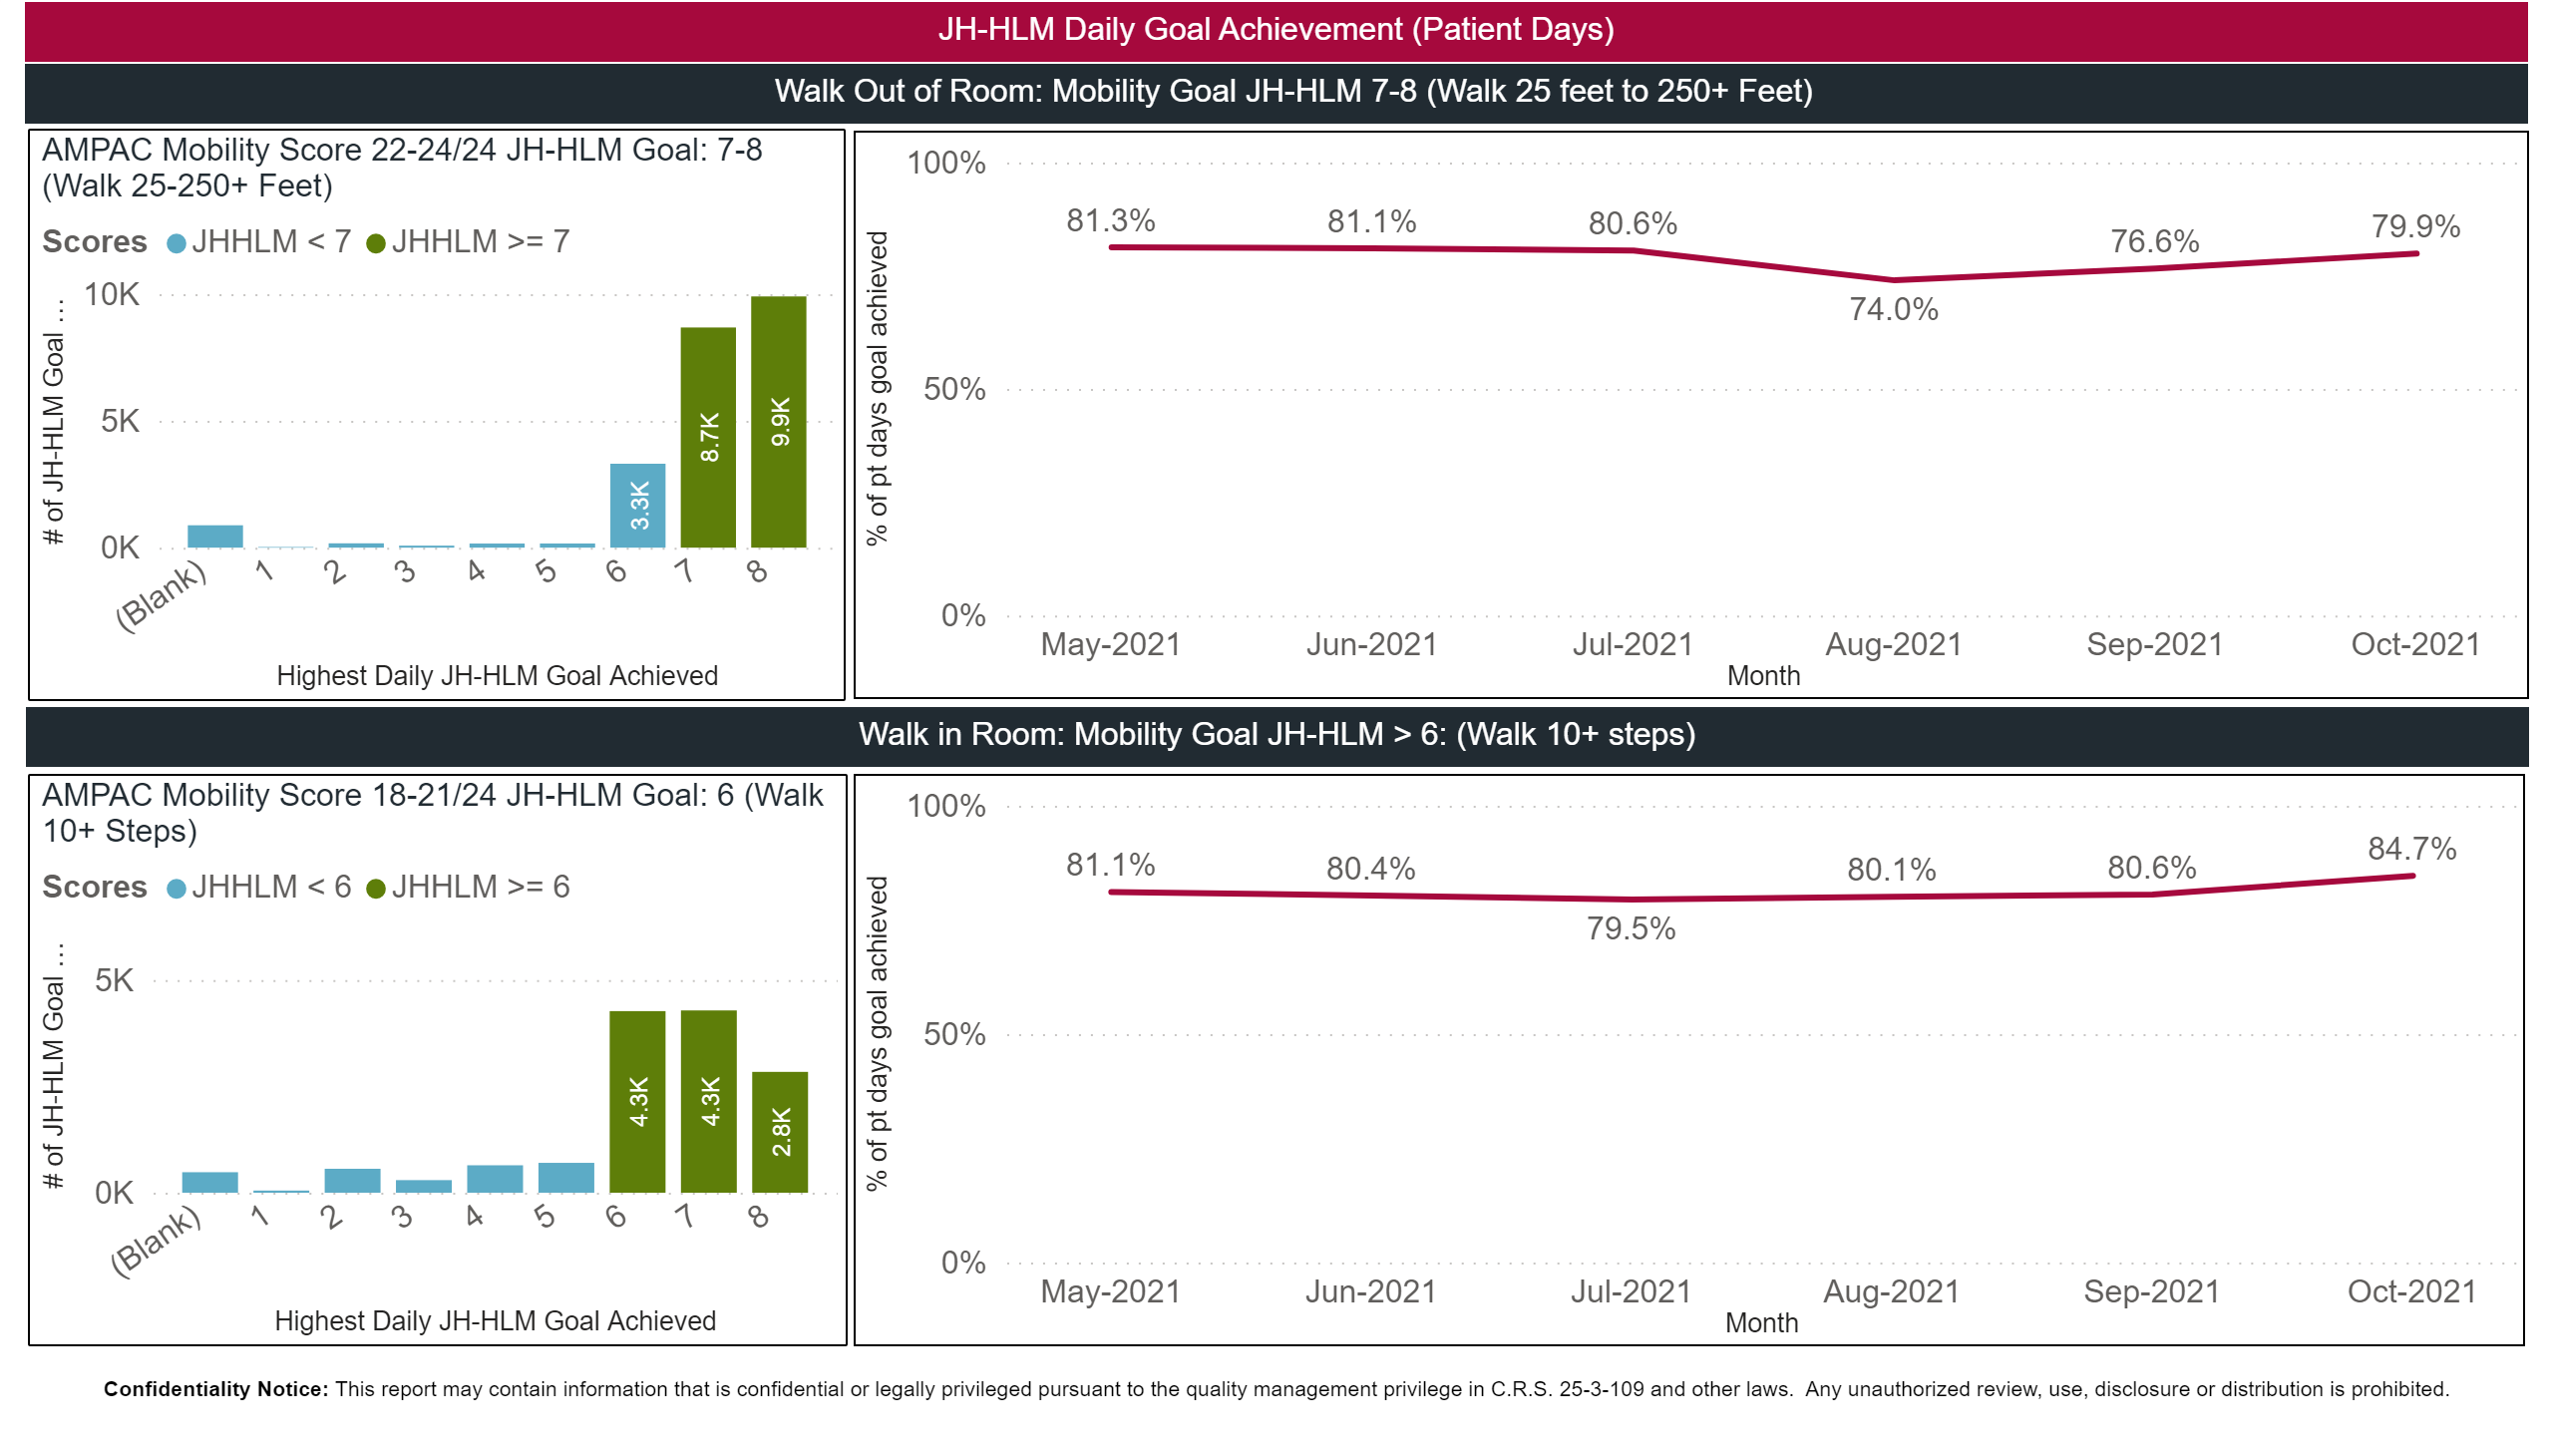 JH-HLM Daily Goal Achievement (Patient Days)
Walk Out of Room: Mobility Goal JH-HLM 7-8 (Walk 25 feet to 250+ Feet)
AMPAC Mobility Score 22-24/24 JH-HLM Goal: 7-8
(Walk 25-250+ Feet)
Scores JHHLM < 7 JHHLM >= 7
# of JH-HLM Goal ...
10K
5K
0K
3.3K
8.7K
9.9K
(Blank) 1 2 3 4 5 6 7 8
Highest Daily JH-HLM Goal Achieved
% of pt days goal achieved
100%
50%
0%
81.3% 81.1% 80.6% 74.0% 76.6% 79.9%
May-2021 Jun-2021 Jul-2021 Aug-2021 Sep-2021 Oct-2021
Month
Walk in Room: Mobility Goal JH-HLM > 6: (Walk 10+ steps)
AMPAC Mobility Score 18-21/24 JH-HLM Goal: 6 (Walk
10+ Steps)
Scores JHHLM < 6 JHHLM >= 6
# of JH-HLM Goal ...
5K
0K
4.3K
4.3K
2.8K
(Blank) 1 2 3 4 5 6 7 8
Highest Daily JH-HLM Goal Achieved
% of pt days goal achieved
100%
50%
0%
81.1% 80.4% 79.5% 80.1% 80.6% 84.7%
May-2021 Jun-2021 Jul-2021 Aug-2021 Sep-2021 Oct-2021
Month
Confidentiality Notice: This report may contain information that is confidential or legally privileged pursuant to the quality management privilege in C.R.S. 25-3-109 and other laws. Any unauthorized review, use, disclosure or distribution is prohibited.